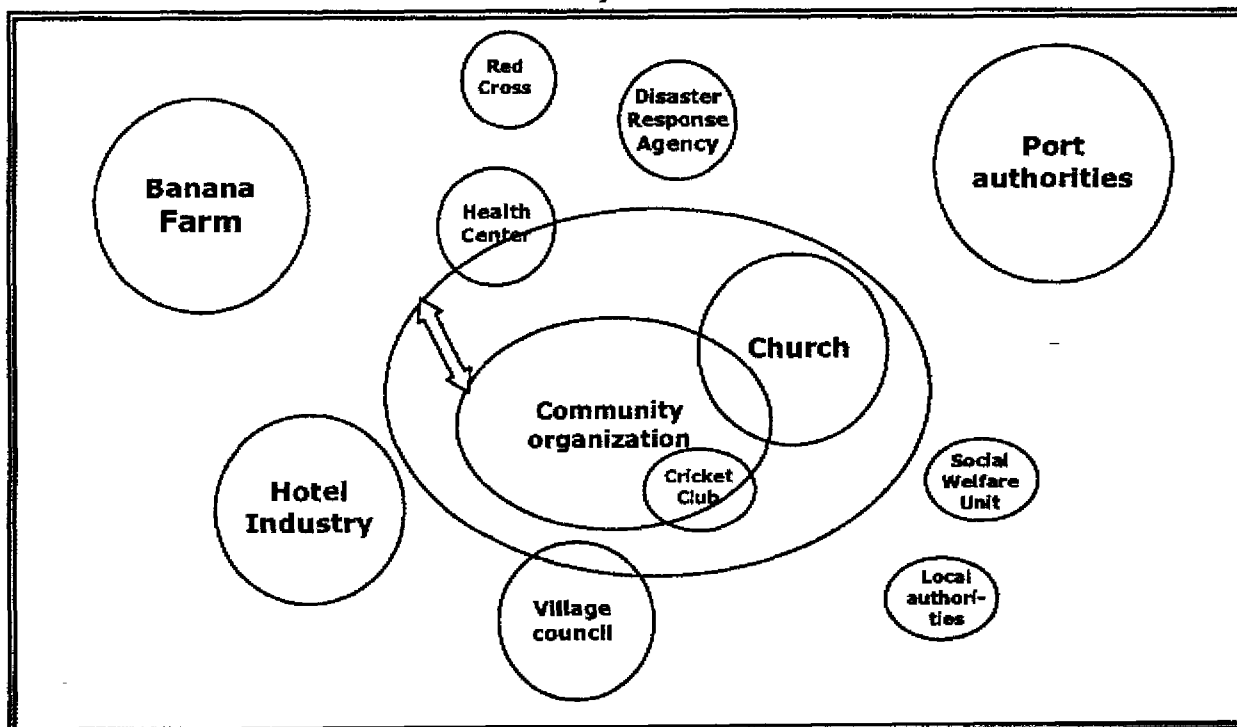 Red
Cross
Disaster
Response
Agency
Port
authorities
Banana
Farm
Health
Center
Church
Community
organization
Cricket
Club
Social
Welfare
Unit
Hotel
Industry
Village
council
Local
authori-
ties